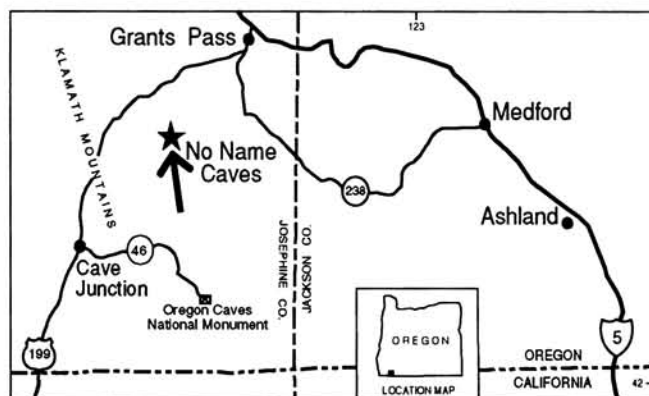 123
Grants Pass
KLAMATH MOUNTAINS
Medford
No Name
Caves
238
Ashland
JOSEPHINE CO.
JACKSON CO.
46
Cave
Junction
Oregon Caves
National Monument
OREGON
5
199
OREGON
LOCATION MAP
CALIFORNIA
42